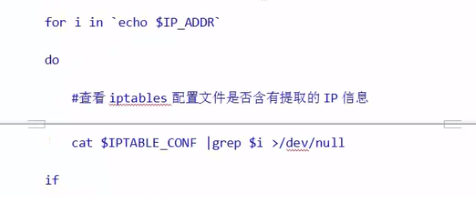 for i in `echo $IP_ADDR`
do
#查看 iptables 配置文件是否含有提取的 IP 信息
cat $IPTABLE_CONF |grep $i >/dev/null
if